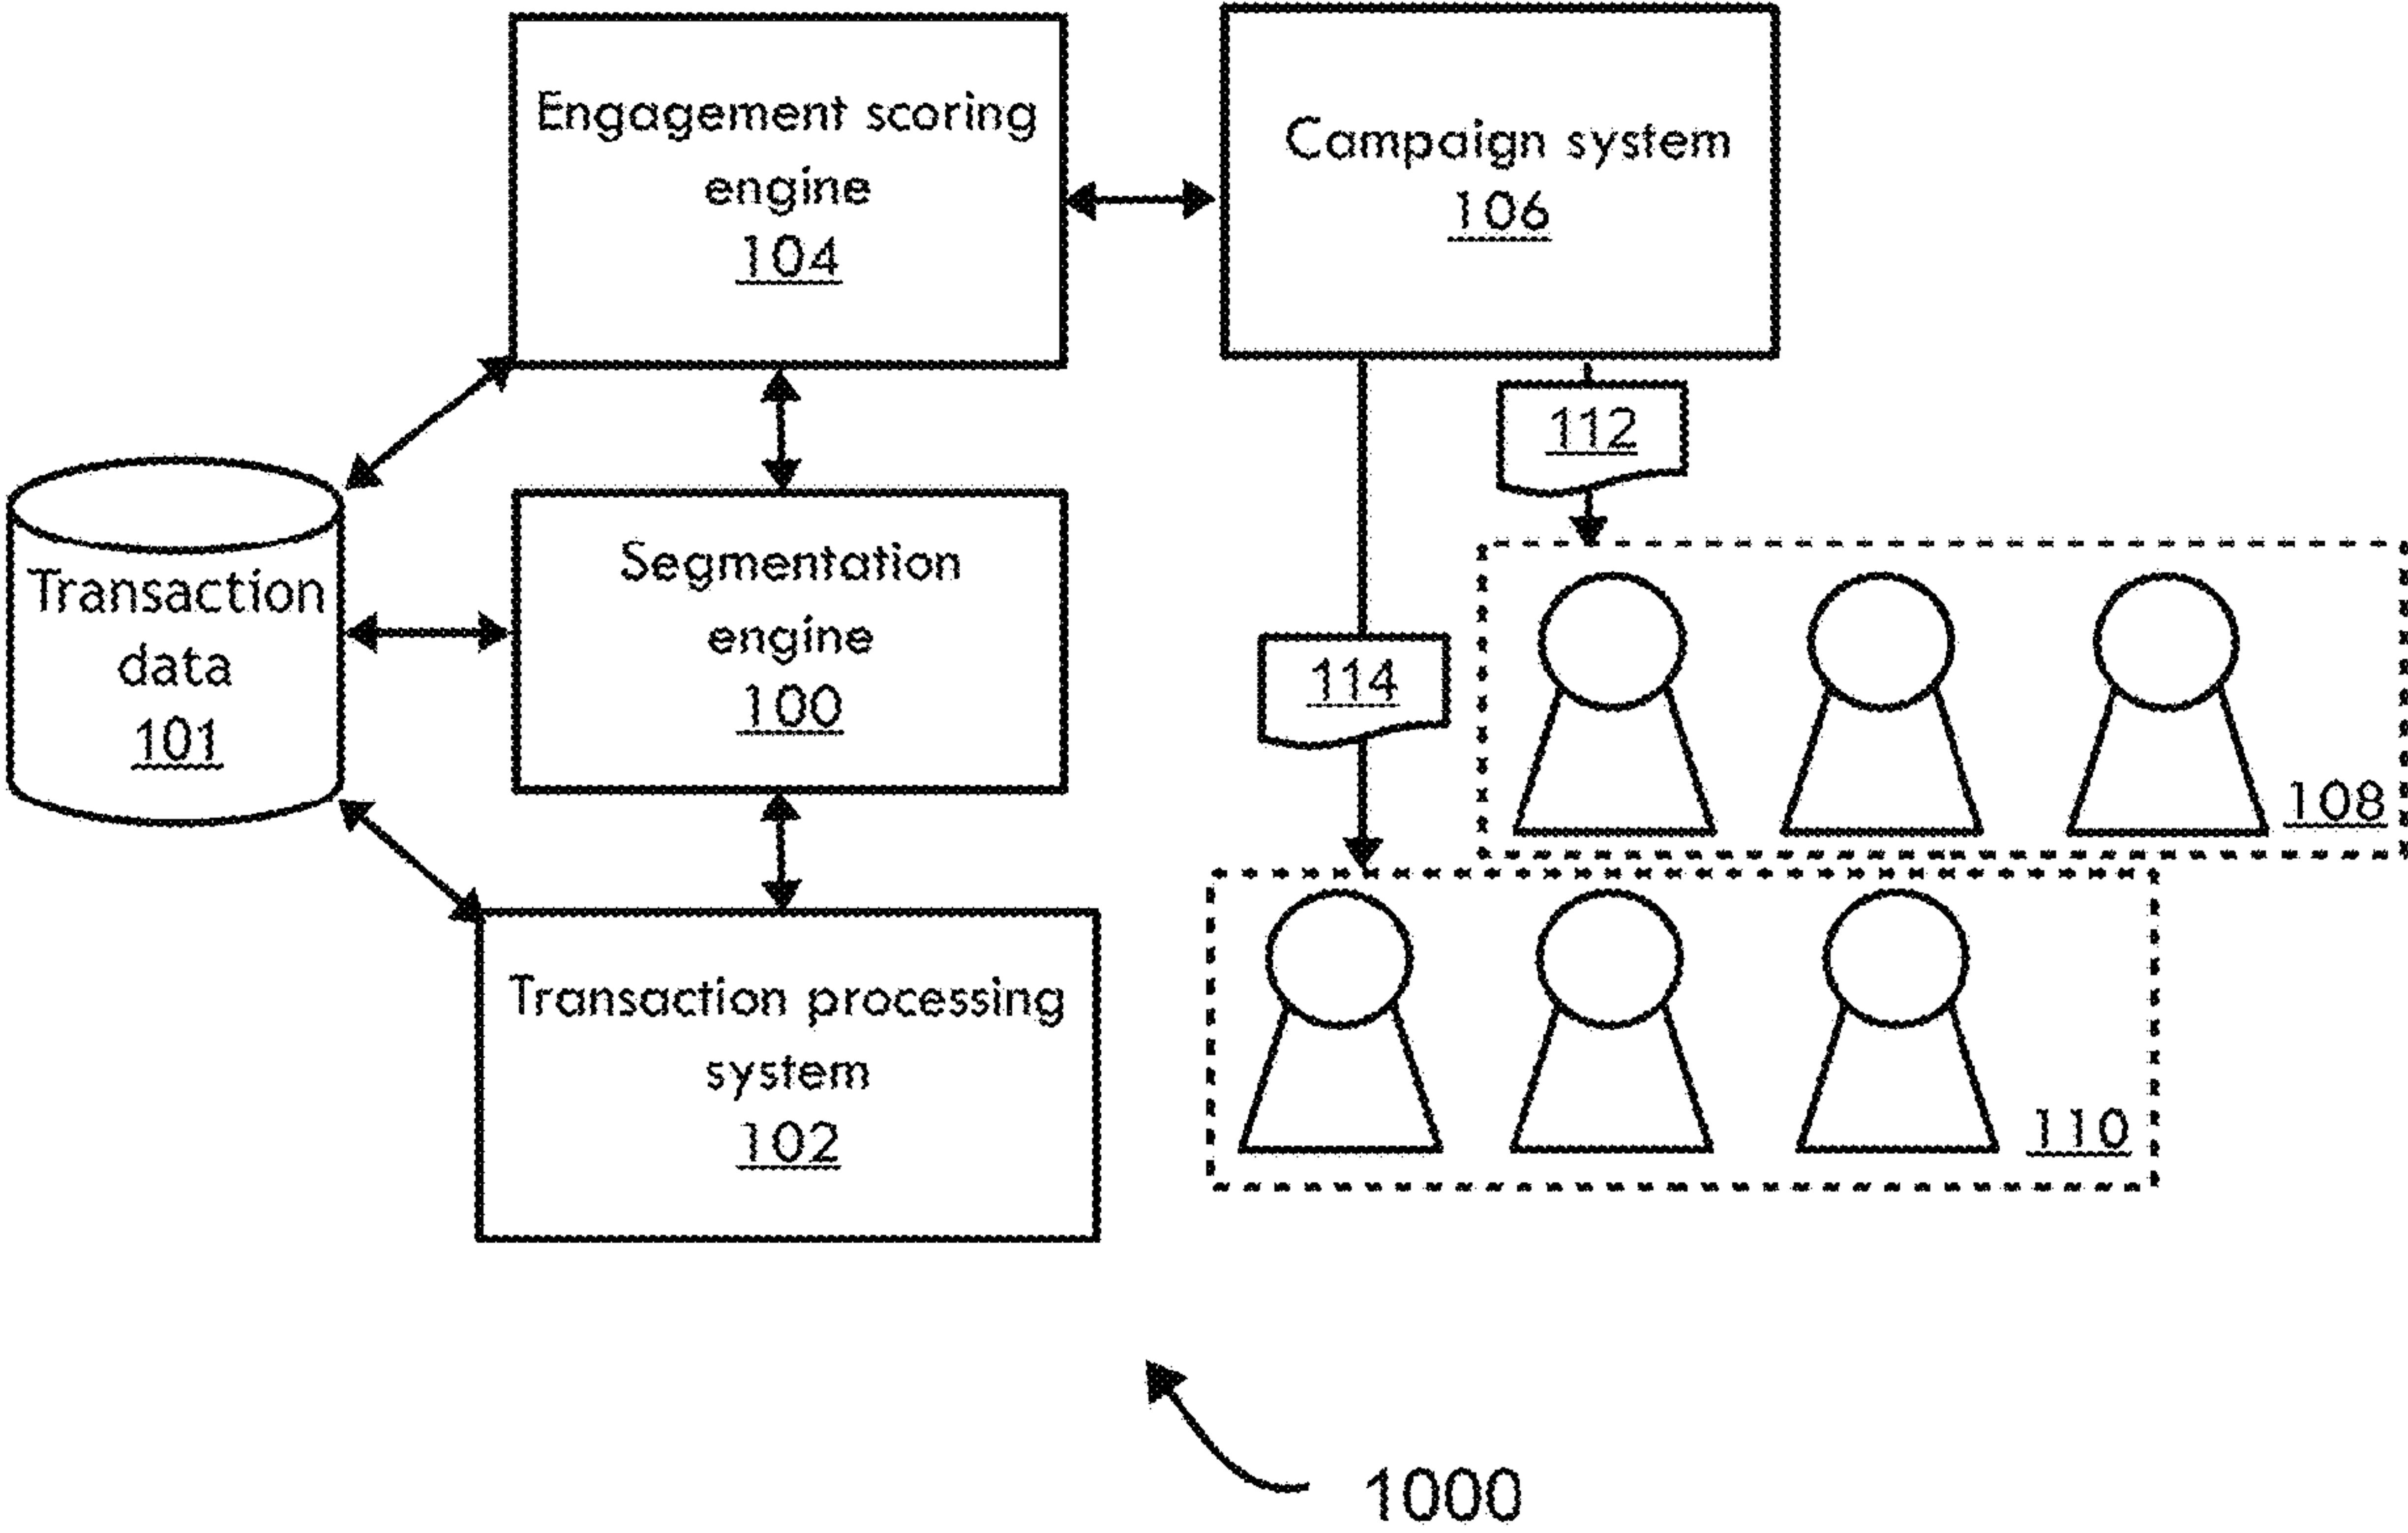 Engagement scoring
engine
104
Campaign system
106
112
Transaction
data
101
Segmentation
engine
100
114
108
Transaction processing
system
102
110
1000